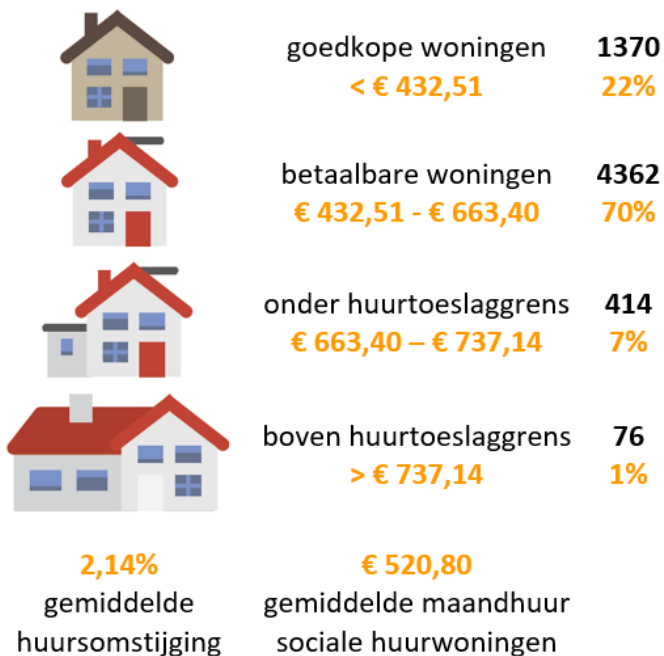 goedkope woningen 1370
< € 432,51 22%
betaalbare woningen 4362
€ 432,51 - € 663,40 70%
onder huurtoeslaggrens 414
€ 663,40 – € 737,14 7%
boven huurtoeslaggrens 76
> € 737,14 1%
2,14% € 520,80
gemiddelde gemiddelde maandhuur
huursomstijging sociale huurwoningen